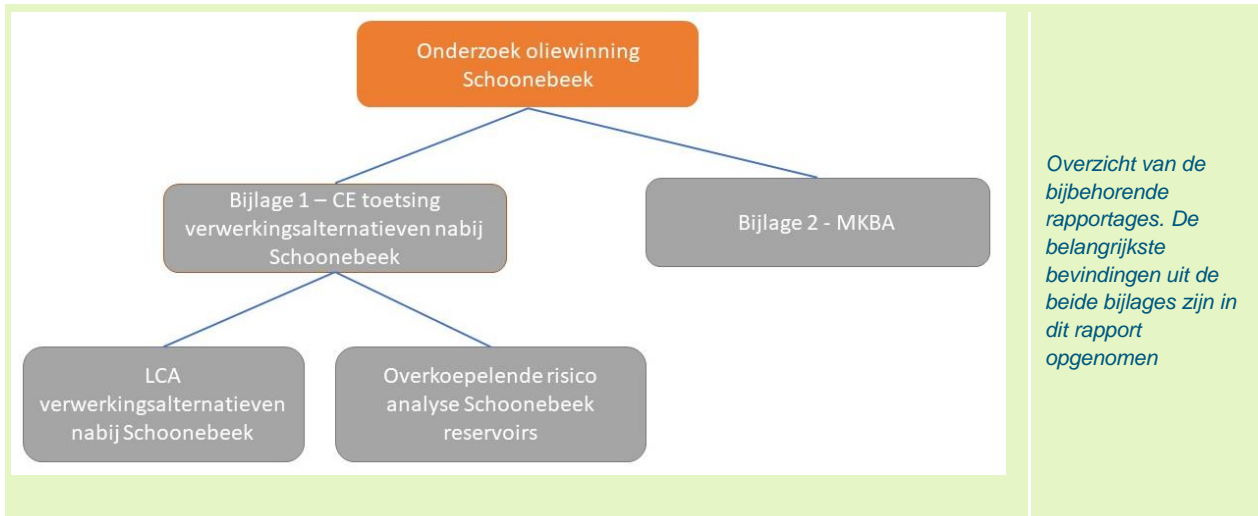 Onderzoek oliewinning
Schoonebeek
Bijlage 1 – CE toetsing
verwerkingsalternatieven nabij
Schoonebeek
Bijlage 2 - MKBA
LCA
verwerkingsalternatieven
nabij Schoonebeek
Overkoepelende risico
analyse Schoonebeek
reservoirs
Overzicht van de
bijbehorende
rapportages. De
belangrijkste
bevindingen uit de
beide bijlages zijn in
dit rapport
opgenomen